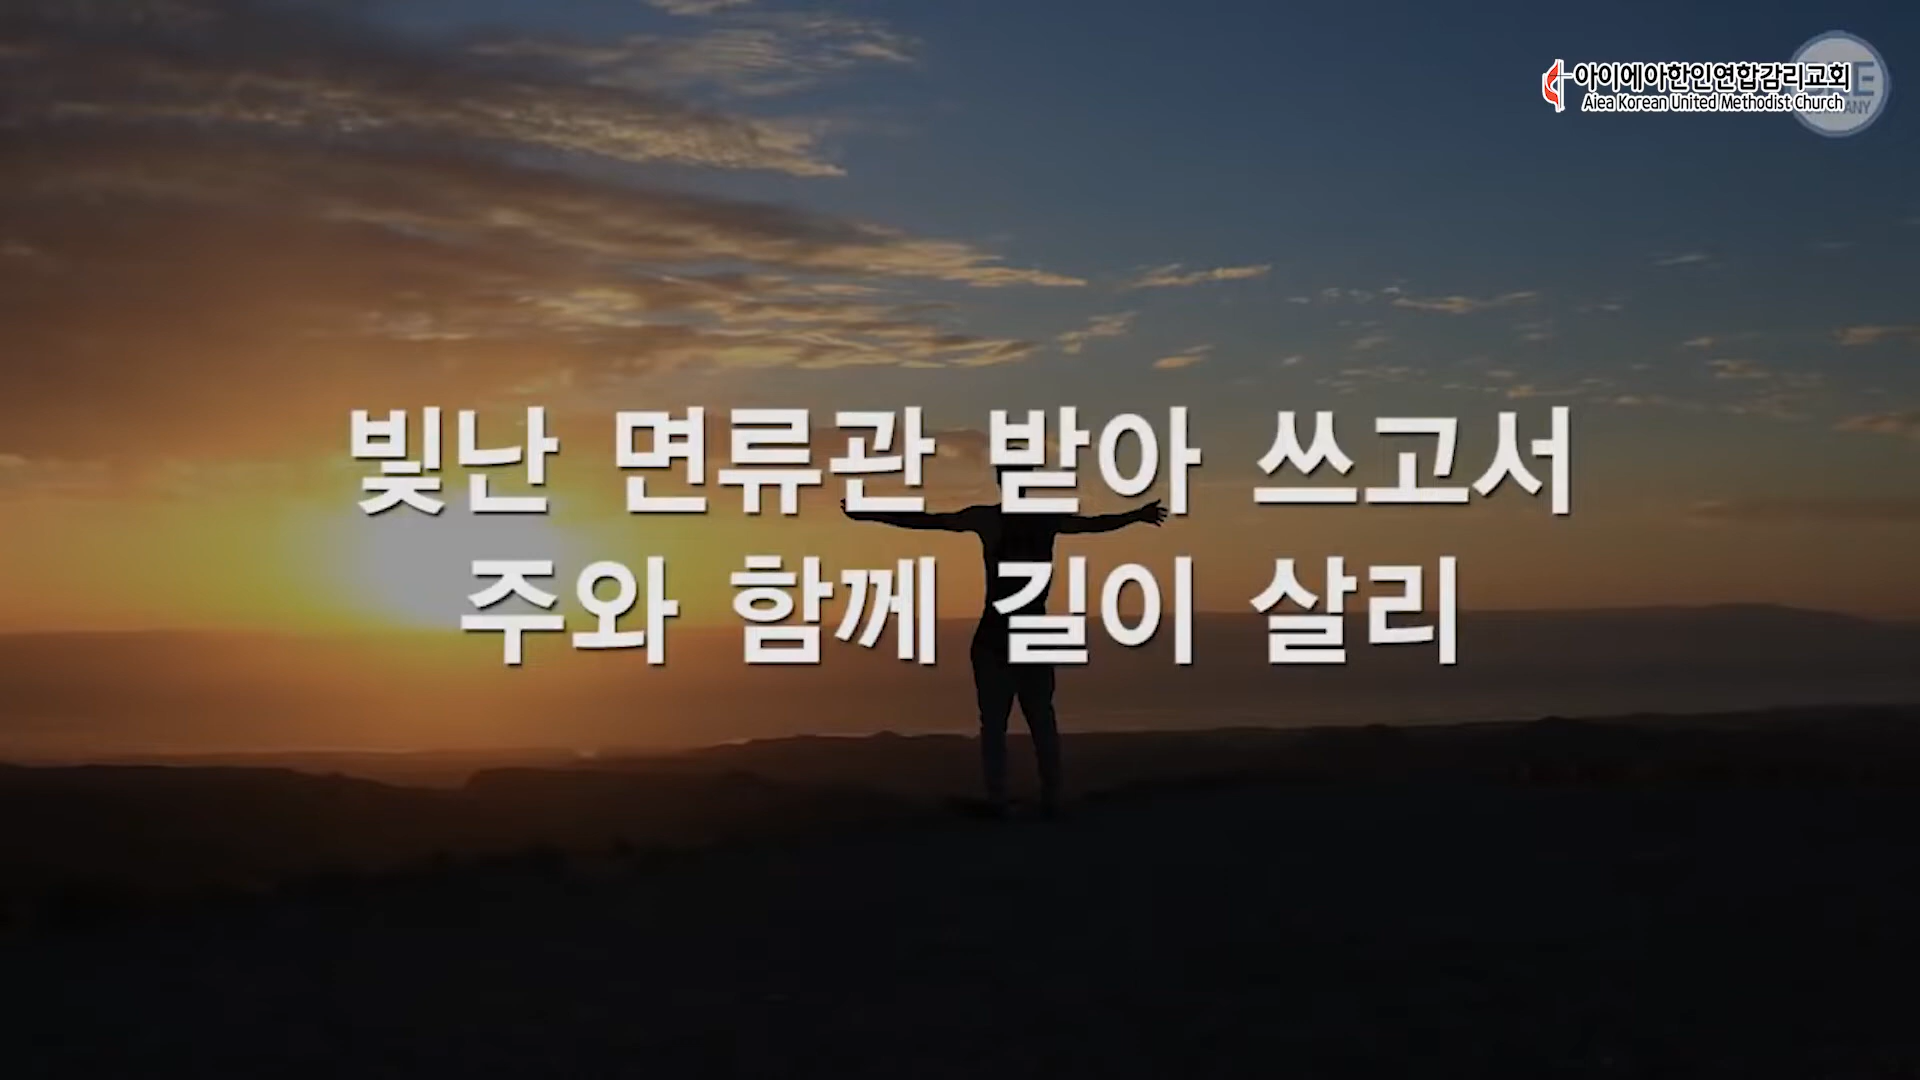 아이에아한인연합감리교회
Aiea Korean United Methodist Church
빛난 면류관 받아 쓰고서
주와 함께 길이 살리